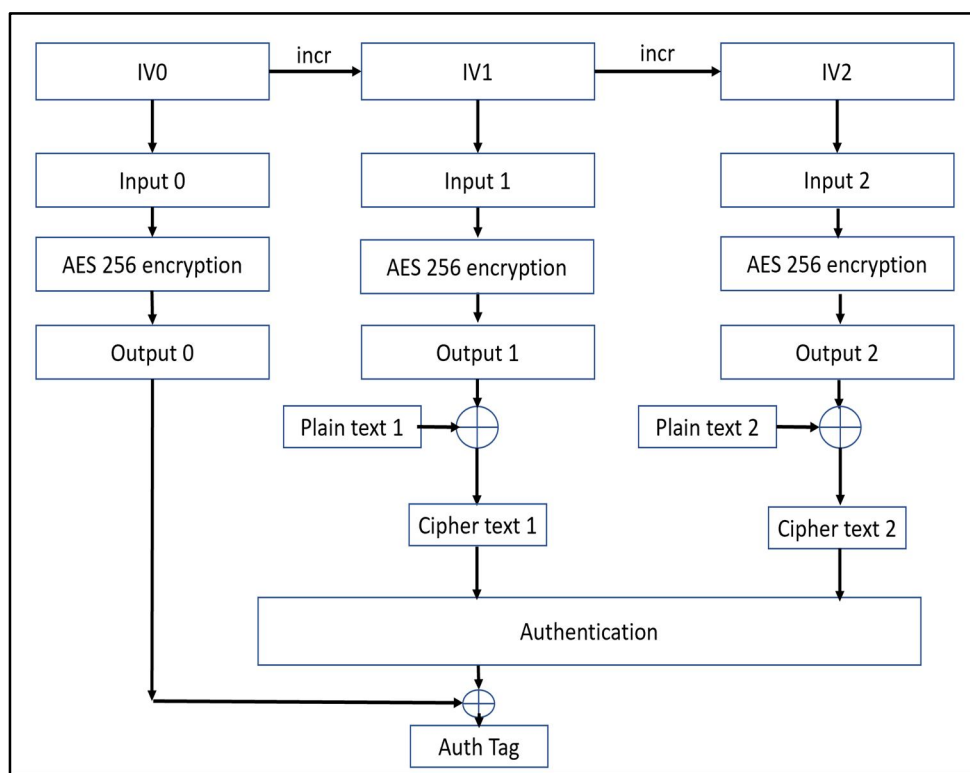 IV0
incr
IV1
incr
IV2
Input 0
Input 1
Input 2
AES 256 encryption
AES 256 encryption
AES 256 encryption
Output 0
Output 1
Output 2
Plain text 1
Plain text 2
Cipher text 1
Cipher text 2
Authentication
Auth Tag